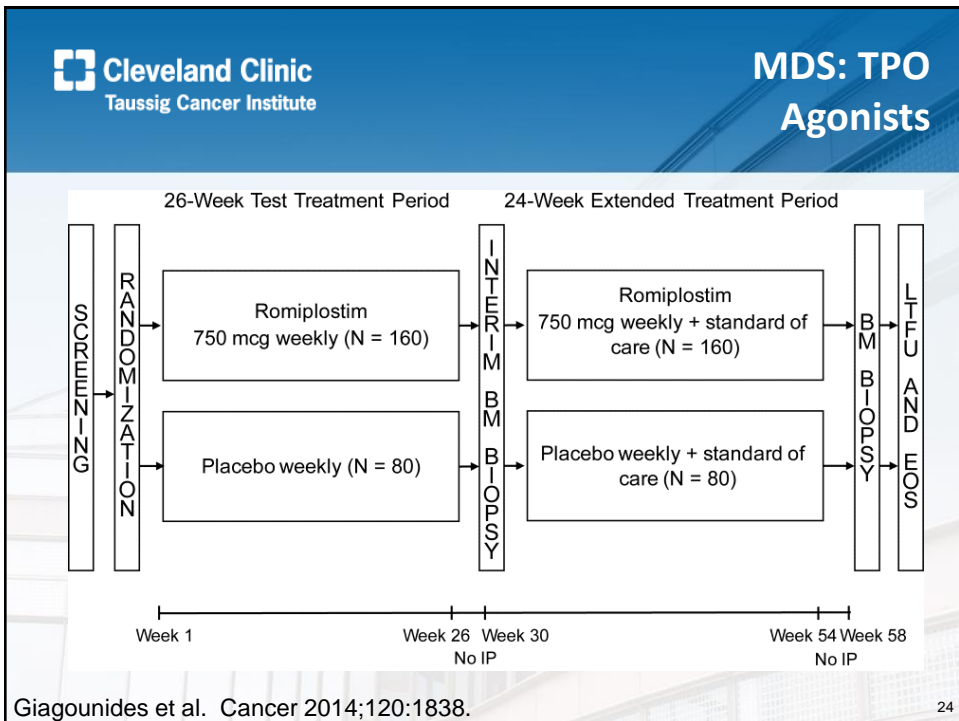 Cleveland Clinic
Taussig Cancer Institute
MDS: TPO
Agonists
26-Week Test Treatment Period
24-Week Extended Treatment Period
SCREENING
RANDOMIZATION
Romiplostim
750 mcg weekly (N = 160)
Placebo weekly (N = 80)
INTERIM BM BIOPSY
Romiplostim
750 mcg weekly + standard of
care (N = 160)
Placebo weekly + standard of
care (N = 80)
BM BIOPSY
LTFU AND EOS
Week 1
Week 26
Week 30
Week 54
Week 58
No IP
No IP
Giagounides et al. Cancer 2014;120:1838.
24